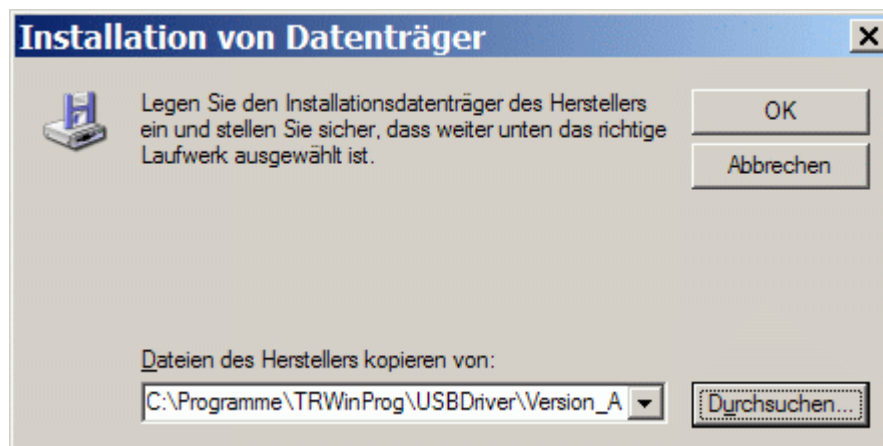 Installation von Datenträger
Legen Sie den Installationsdatenträger des Herstellers
ein und stellen Sie sicher, dass weiter unten das richtige
Laufwerk ausgewählt ist.
OK
Abbrechen
Dateien des Herstellers kopieren von:
C:\Programme\TRWinProg\USBDriver\Version_A
Durchsuchen...